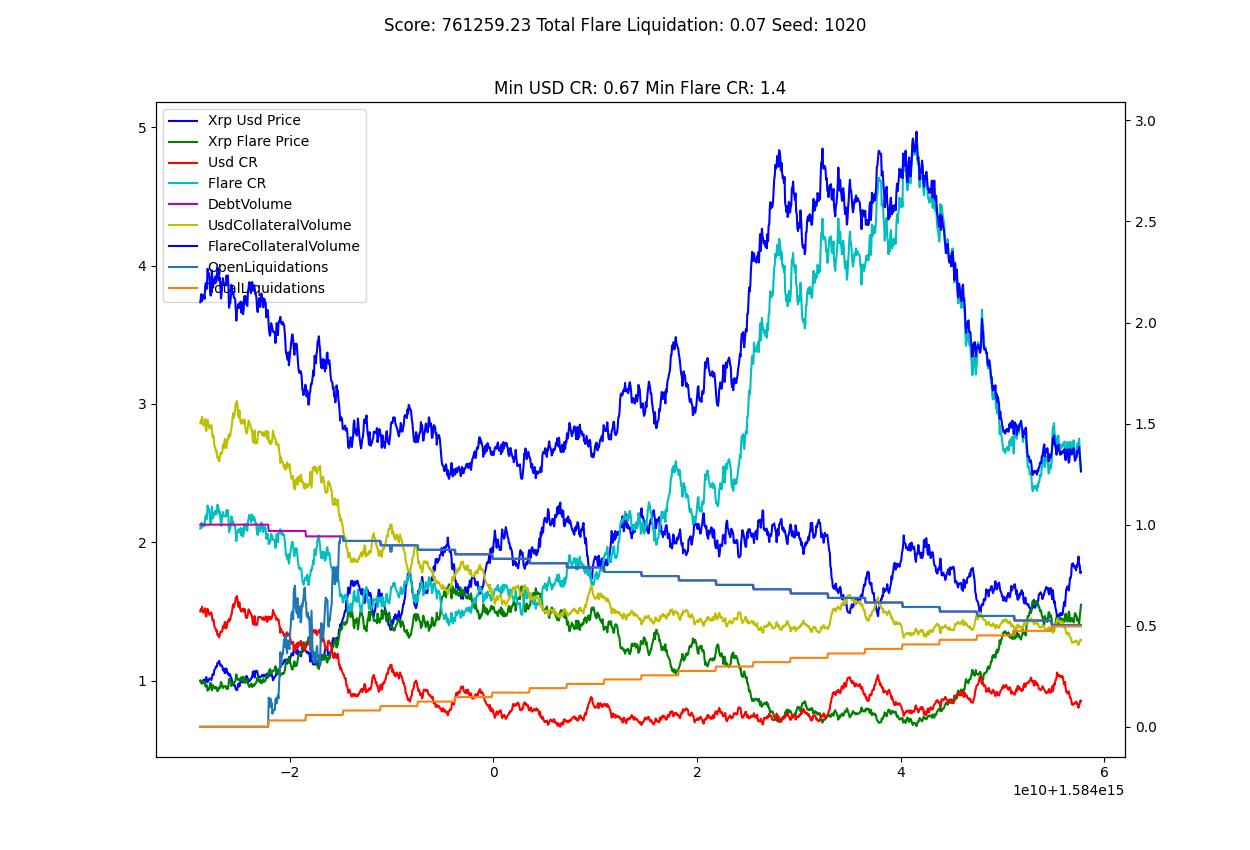 Score: 761259.23 Total Flare Liquidation: 0.07 Seed: 1020
Min USD CR: 0.67 Min Flare CR: 1.4
Xrp Usd Price
Xrp Flare Price
Usd CR
Flare CR
DebtVolume
UsdCollateralVolume
FlareCollateralVolume
OpenLiquidations
TotalLiquidations
5
4
3
2
1
3.0
2.5
2.0
1.5
1.0
0.5
0.0
−2
0
2
4
6
1e10+1.584e15